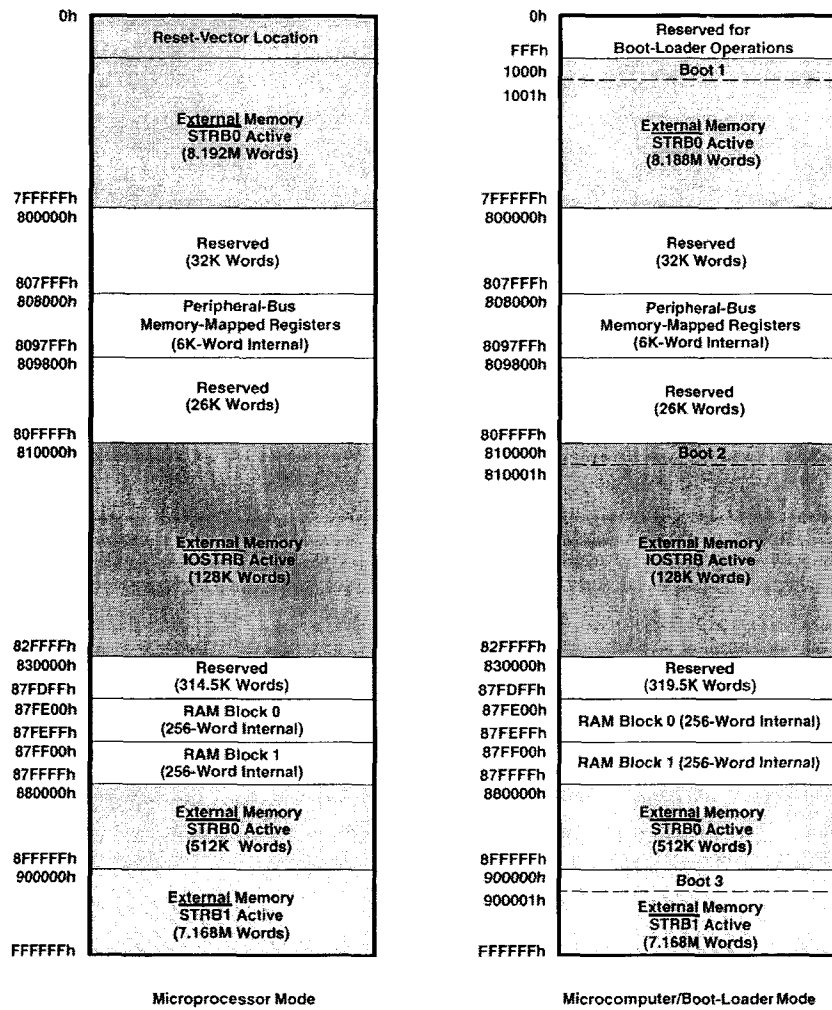 0h
Reset-Vector Location
External Memory
STRB0 Active
(8.192M Words)
7FFFFFh
800000h
Reserved
(32K Words)
807FFFh
808000h
Peripheral-Bus
Memory-Mapped Registers
(6K-Word Internal)
8097FFh
809800h
Reserved
(26K Words)
80FFFFh
810000h
External Memory
IOSTRB Active
(128K Words)
82FFFFh
830000h
Reserved
(314.5K Words)
87FDFFh
87FE00h
RAM Block 0
(256-Word Internal)
87FEFFh
87FF00h
RAM Block 1
(256-Word Internal)
87FFFFh
880000h
External Memory
STRB0 Active
(512K Words)
8FFFFFh
900000h
External Memory
STRB1 Active
(7.168M Words)
FFFFFFh
Microprocessor Mode
0h
Reserved for
Boot-Loader Operations
FFFh
1000h
Boot 1
1001h
External Memory
STRB0 Active
(8.188M Words)
7FFFFFh
800000h
Reserved
(32K Words)
807FFFh
808000h
Peripheral-Bus
Memory-Mapped Registers
(6K-Word Internal)
8097FFh
809800h
Reserved
(26K Words)
80FFFFh
810000h
Boot 2
810001h
External Memory
IOSTRB Active
(128K Words)
82FFFFh
830000h
Reserved
(319.5K Words)
87FDFFh
87FE00h
RAM Block 0 (256-Word Internal)
87FEFFh
87FF00h
RAM Block 1 (256-Word Internal)
87FFFFh
880000h
External Memory
STRB0 Active
(512K Words)
8FFFFFh
900000h
Boot 3
900001h
External Memory
STRB1 Active
(7.168M Words)
FFFFFFh
Microcomputer/Boot-Loader Mode